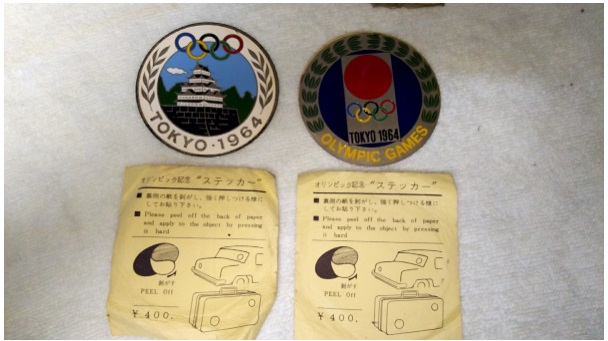 TOKYO・1964
TOKYO 1964
OLYMPIC GAMES
オリンピック記念 “ステッカー”
■ 裏側の紙を剥がし、強く押しつける様に
してお貼り下さい。
■ Please peel off the back of paper
and apply to the object by pressing
it hard
剥がす
PEEL Off
¥ 400.
オリンピック記念 “ステッカー”
■ 裏側の紙を剥がし、強く押しつける様に
してお貼り下さい。
■ Please peel off the back of paper
and apply to the object by pressing
it hard
剥がす
PEEL Off
¥ 400.